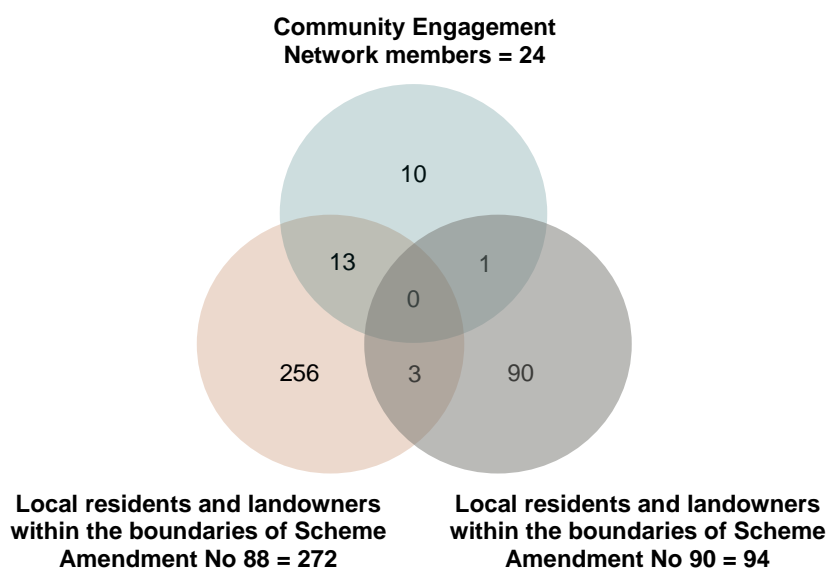 Community Engagement
Network members = 24
10
13
1
0
256
3
90
Local residents and landowners
within the boundaries of Scheme
Amendment No 88 = 272
Local residents and landowners
within the boundaries of Scheme
Amendment No 90 = 94